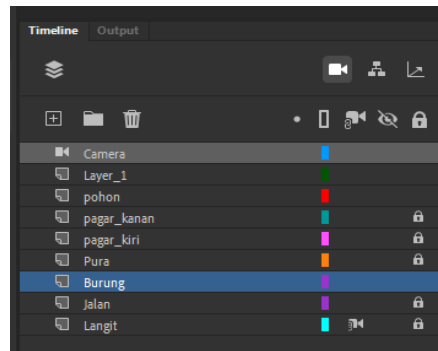 Timeline Output
Camera
Layer_1
pohon
pagar_kanan
pagar_kiri
Pura
Burung
Jalan
Langit